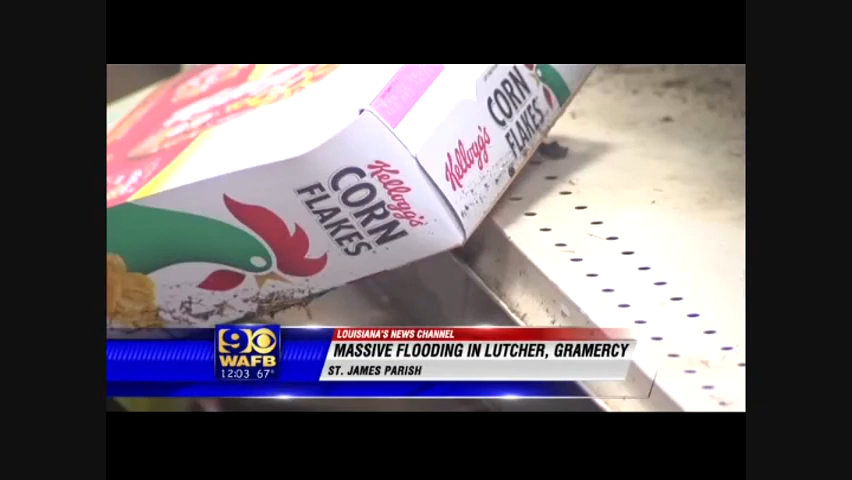 Kellogg's
CORN
FLAKES
Kellogg's
CORN
FLAKES
LOUISIANA'S NEWS CHANNEL
MASSIVE FLOODING IN LUTCHER, GRAMERCY
ST. JAMES PARISH
9
WAFB
12:03 67°